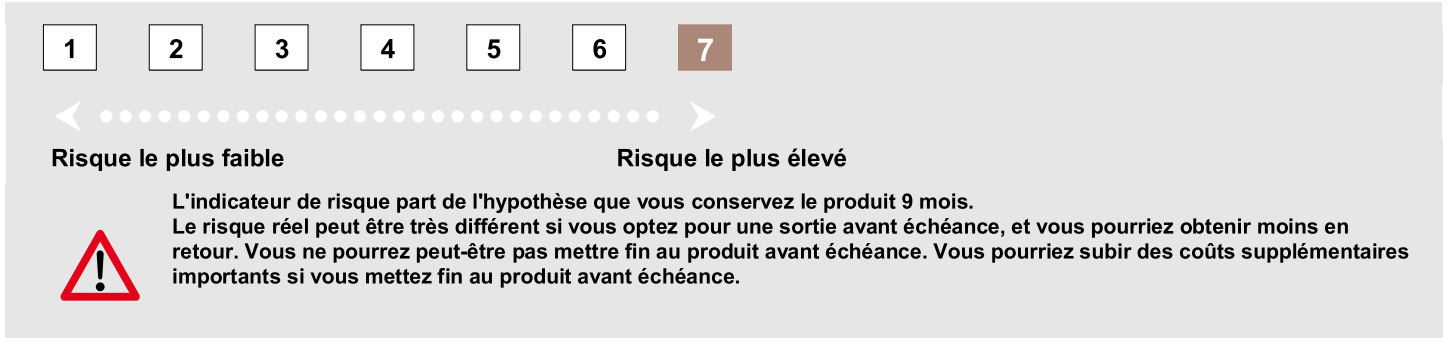 1 2 3 4 5 6 7
Risque le plus faible Risque le plus élevé
L'indicateur de risque part de l'hypothèse que vous conservez le produit 9 mois.
Le risque réel peut être très différent si vous optez pour une sortie avant échéance, et vous pourriez obtenir moins en
retour. Vous ne pourrez peut-être pas mettre fin au produit avant échéance. Vous pourriez subir des coûts supplémentaires
importants si vous mettez fin au produit avant échéance.